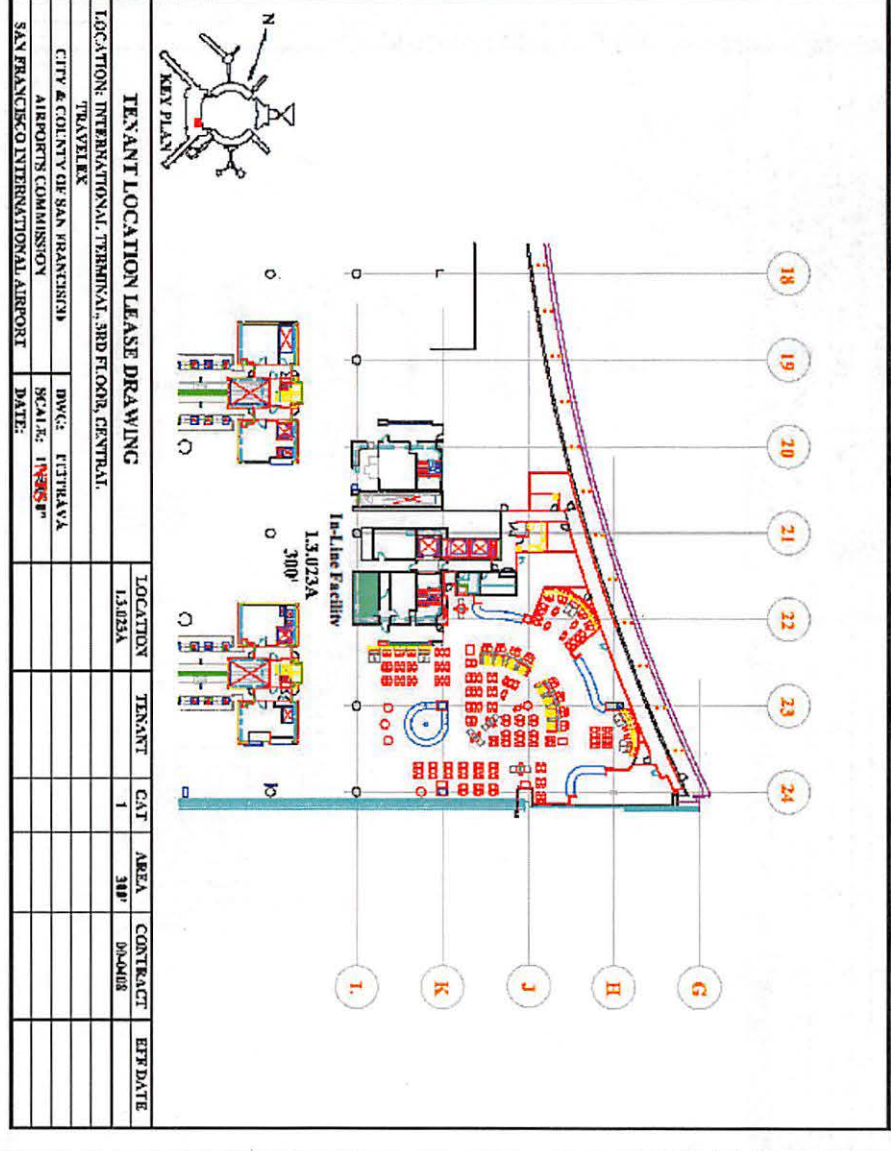 18
19
20
21
22
23
24
G
H
J
K
L
In-Line Facility
1.3.023A
300'
N
KEY PLAN
TENANT LOCATION LEASE DRAWING
LOCATION: INTERNATIONAL TERMINAL, 3RD FLOOR, CENTRAL
TRAVELEX
CITY & COUNTY OF SAN FRANCISCO
AIRPORTS COMMISSION
SAN FRANCISCO INTERNATIONAL AIRPORT
DWG:
SCALE:
DATE:
LOCATION TENANT CAT AREA CONTRACT EFF DATE
1.3.023A 1 300' 00-0408